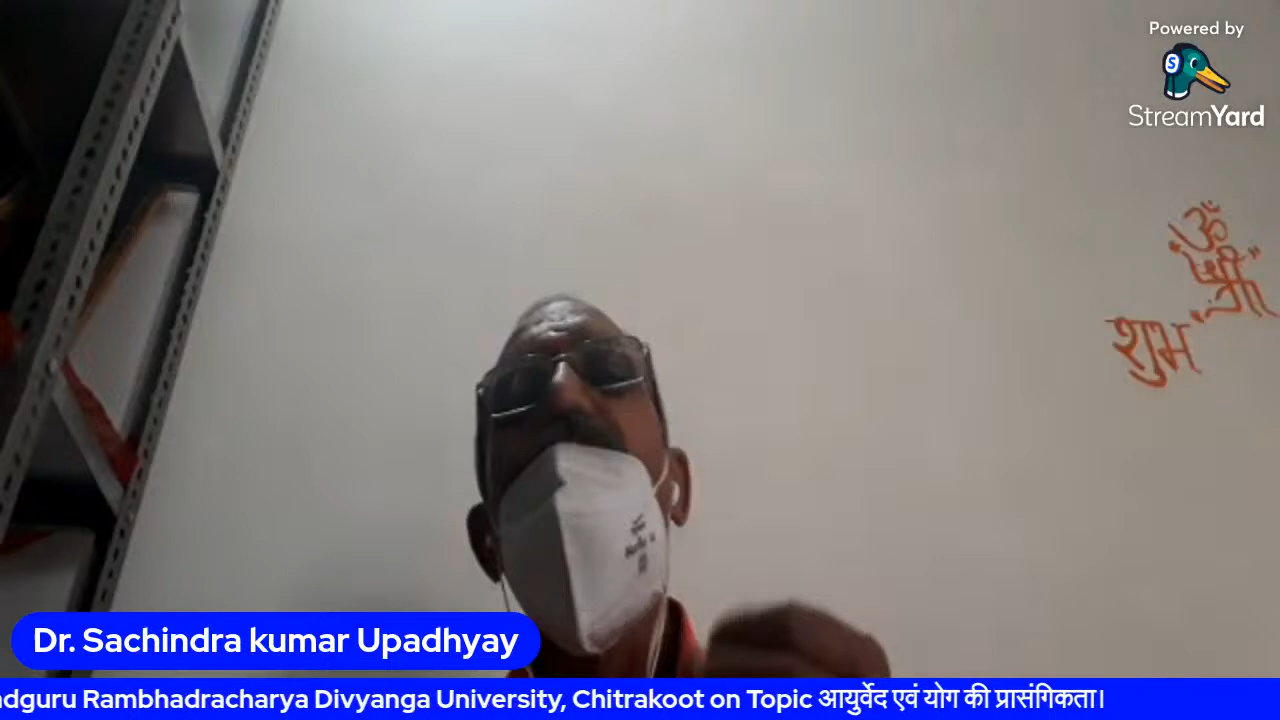 Powered by
StreamYard
ॐ
श्री
शुभ
Dr. Sachindra kumar Upadhyay
adguru Rambhadracharya Divyanga University, Chitrakoot on Topic आयुर्वेद एवं योग की प्रासंगिकता।